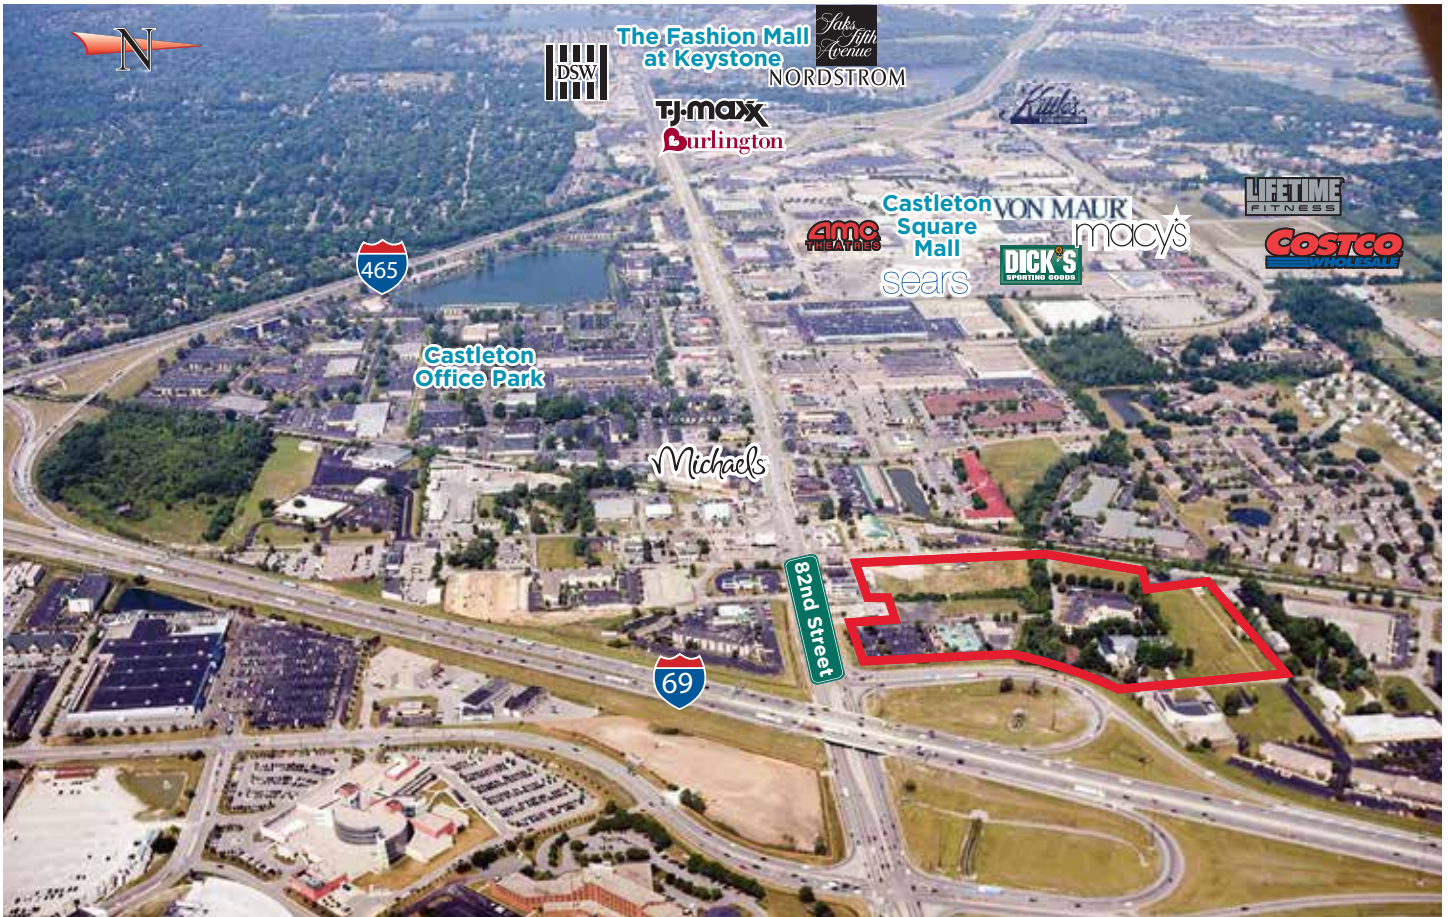 N
DSW
The Fashion Mall
at Keystone
Saks
Fifth
Avenue
NORDSTROM
T·J·maxx
Burlington
Kittle's
LIFETIME
FITNESS
Castleton
Square
Mall
VON MAUR
macy's
AMC
THEATRES
DICK'S
SPORTING GOODS
COSTCO
WHOLESALE
sears
465
Castleton
Office Park
Michaels
82nd Street
69